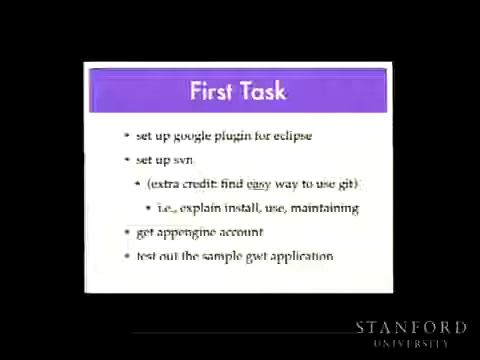 First Task
• set up google plugin for eclipse
• set up svn
• (extra credit: find easy way to use git)
• i.e., explain install, use, maintaining
• get appengine account
• test out the sample gwt application
STANFORD
UNIVERSITY